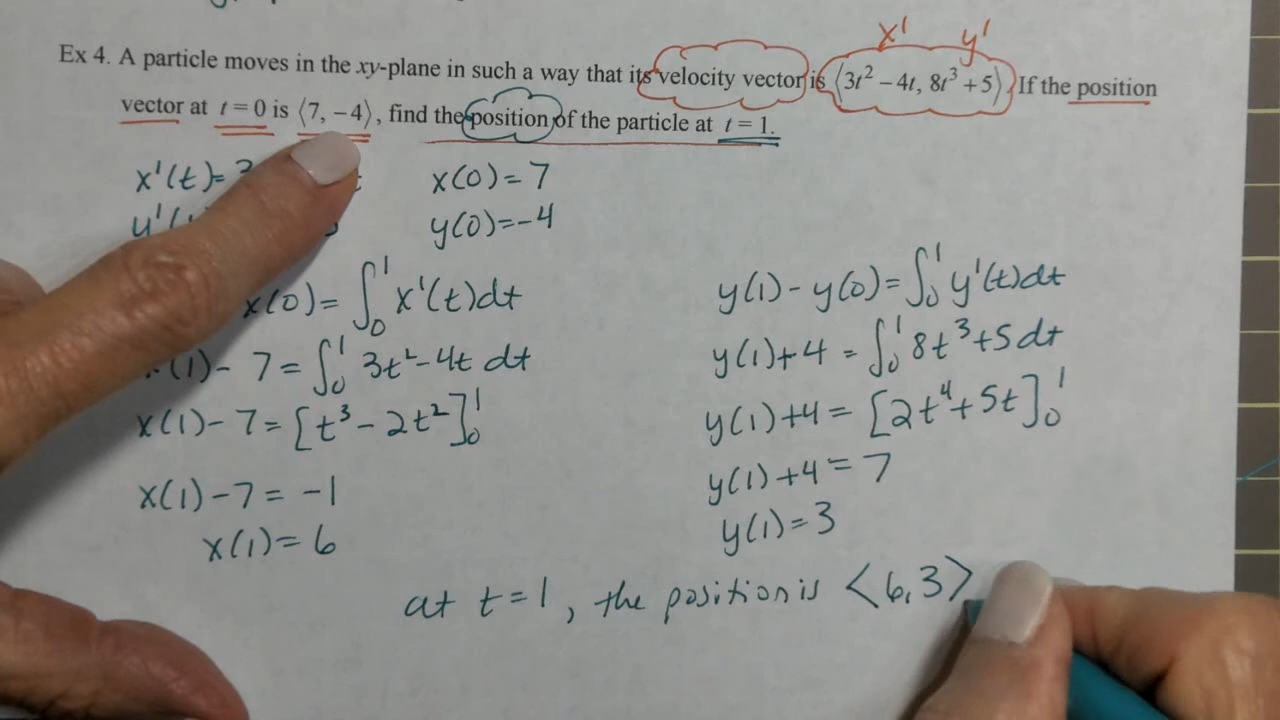 x' y'
Ex 4. A particle moves in the xy-plane in such a way that its velocity vector is ⟨3t² − 4t, 8t³ + 5⟩. If the position
vector at t = 0 is ⟨7, −4⟩, find the position of the particle at t = 1.
x'(t)= x(0)= 7
y(0)=-4
x(0)= ∫₀¹ x'(t)dt y(1)- y(0)= ∫₀¹ y'(t)dt
(1)- 7 = ∫₀¹ 3t²-4t dt y(1)+4 = ∫₀¹ 8t³+5dt
x(1)-7 = [t³-2t²]₀¹ y(1)+4= [2t⁴+5t]₀¹
x(1)-7= -1 y(1)+4=7
x(1)=6 y(1)=3
at t=1, the position is <6,3>